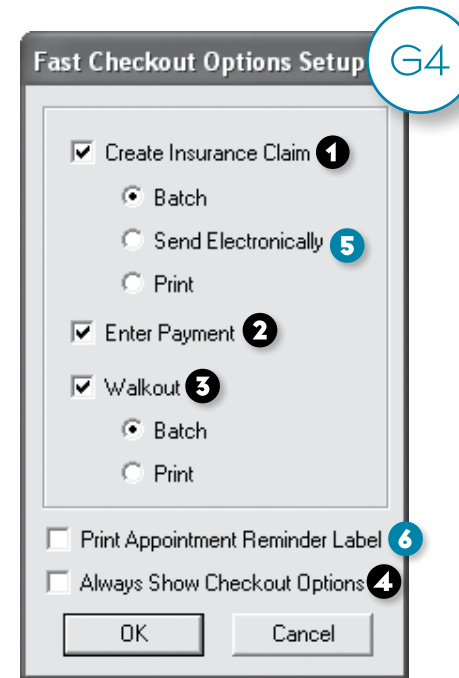 Fast Checkout Options Setup G4
Create Insurance Claim 1
Batch
Send Electronically 5
Print
Enter Payment 2
Walkout 3
Batch
Print
Print Appointment Reminder Label 6
Always Show Checkout Options 4
OK Cancel